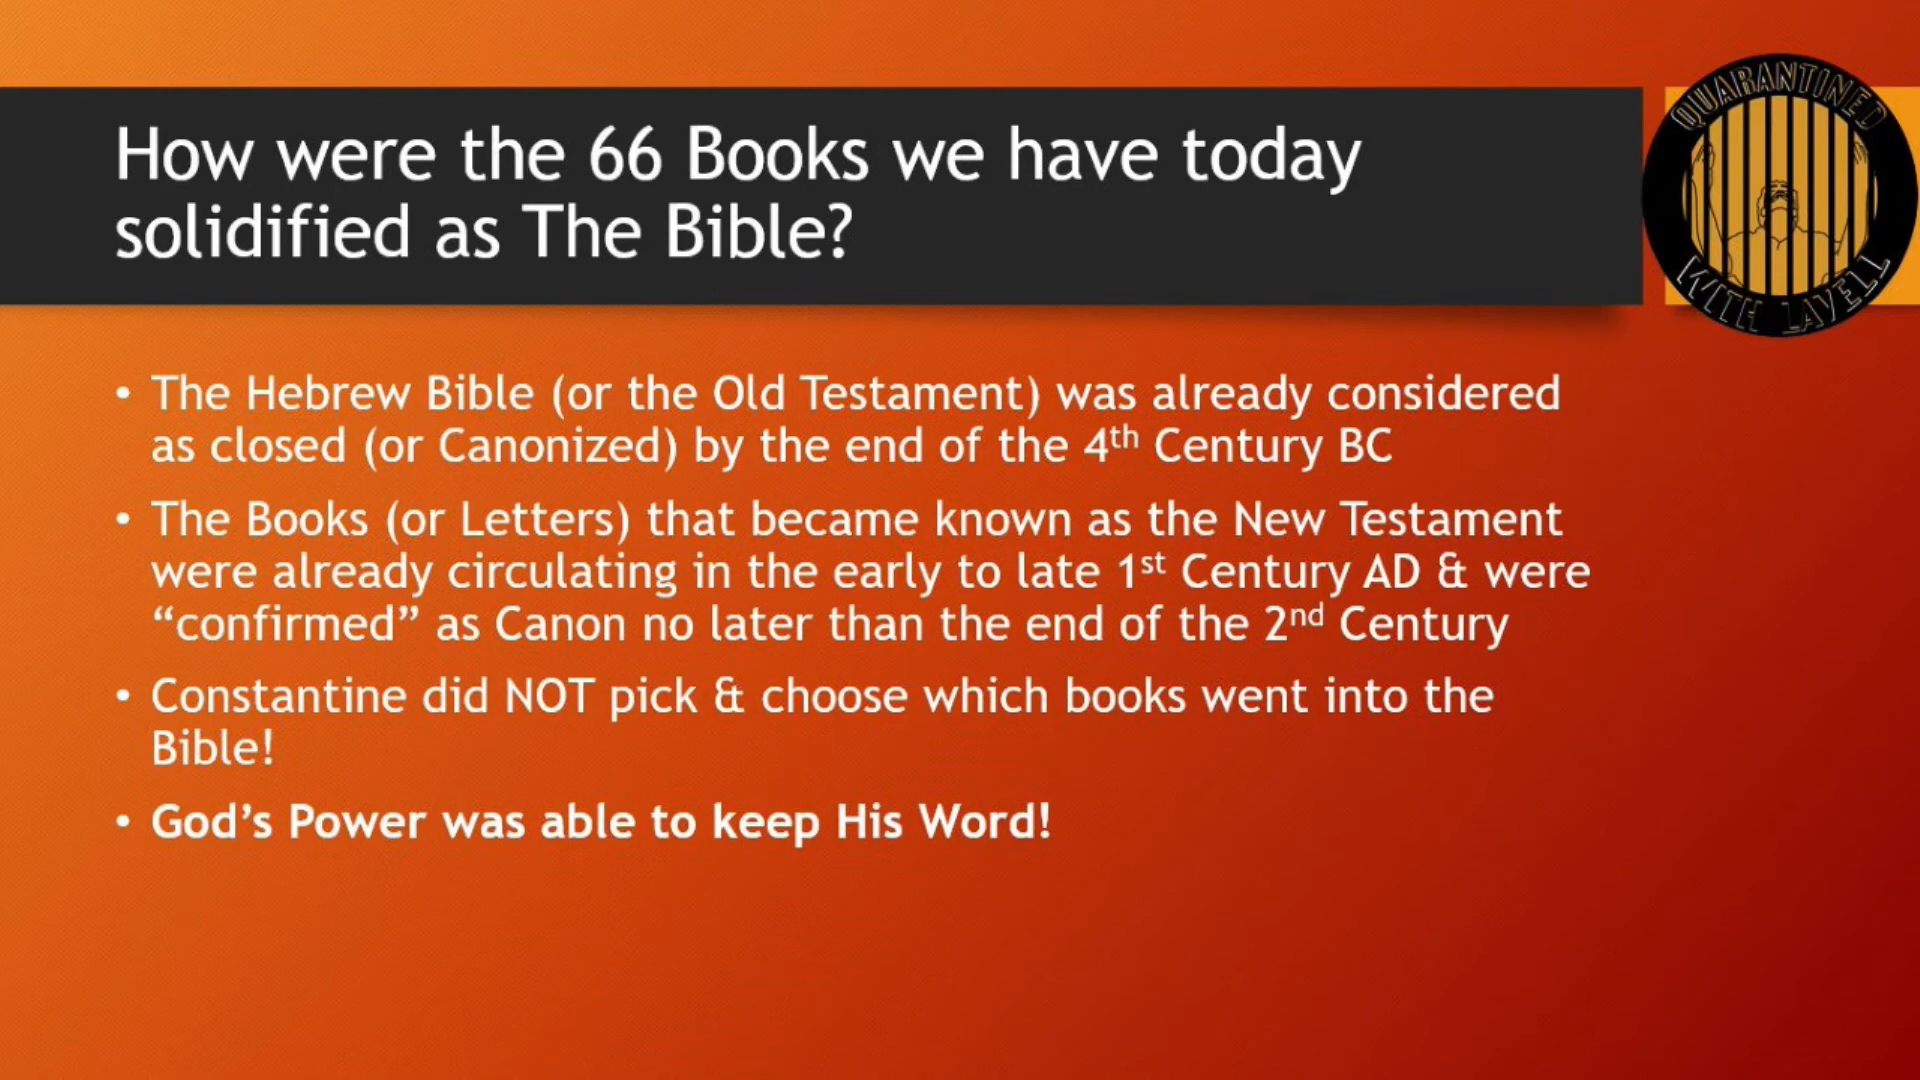 How were the 66 Books we have today
solidified as The Bible?
QUARANTINED
WITH LAVELL
• The Hebrew Bible (or the Old Testament) was already considered
as closed (or Canonized) by the end of the 4th Century BC
• The Books (or Letters) that became known as the New Testament
were already circulating in the early to late 1st Century AD & were
“confirmed” as Canon no later than the end of the 2nd Century
• Constantine did NOT pick & choose which books went into the
Bible!
• God’s Power was able to keep His Word!